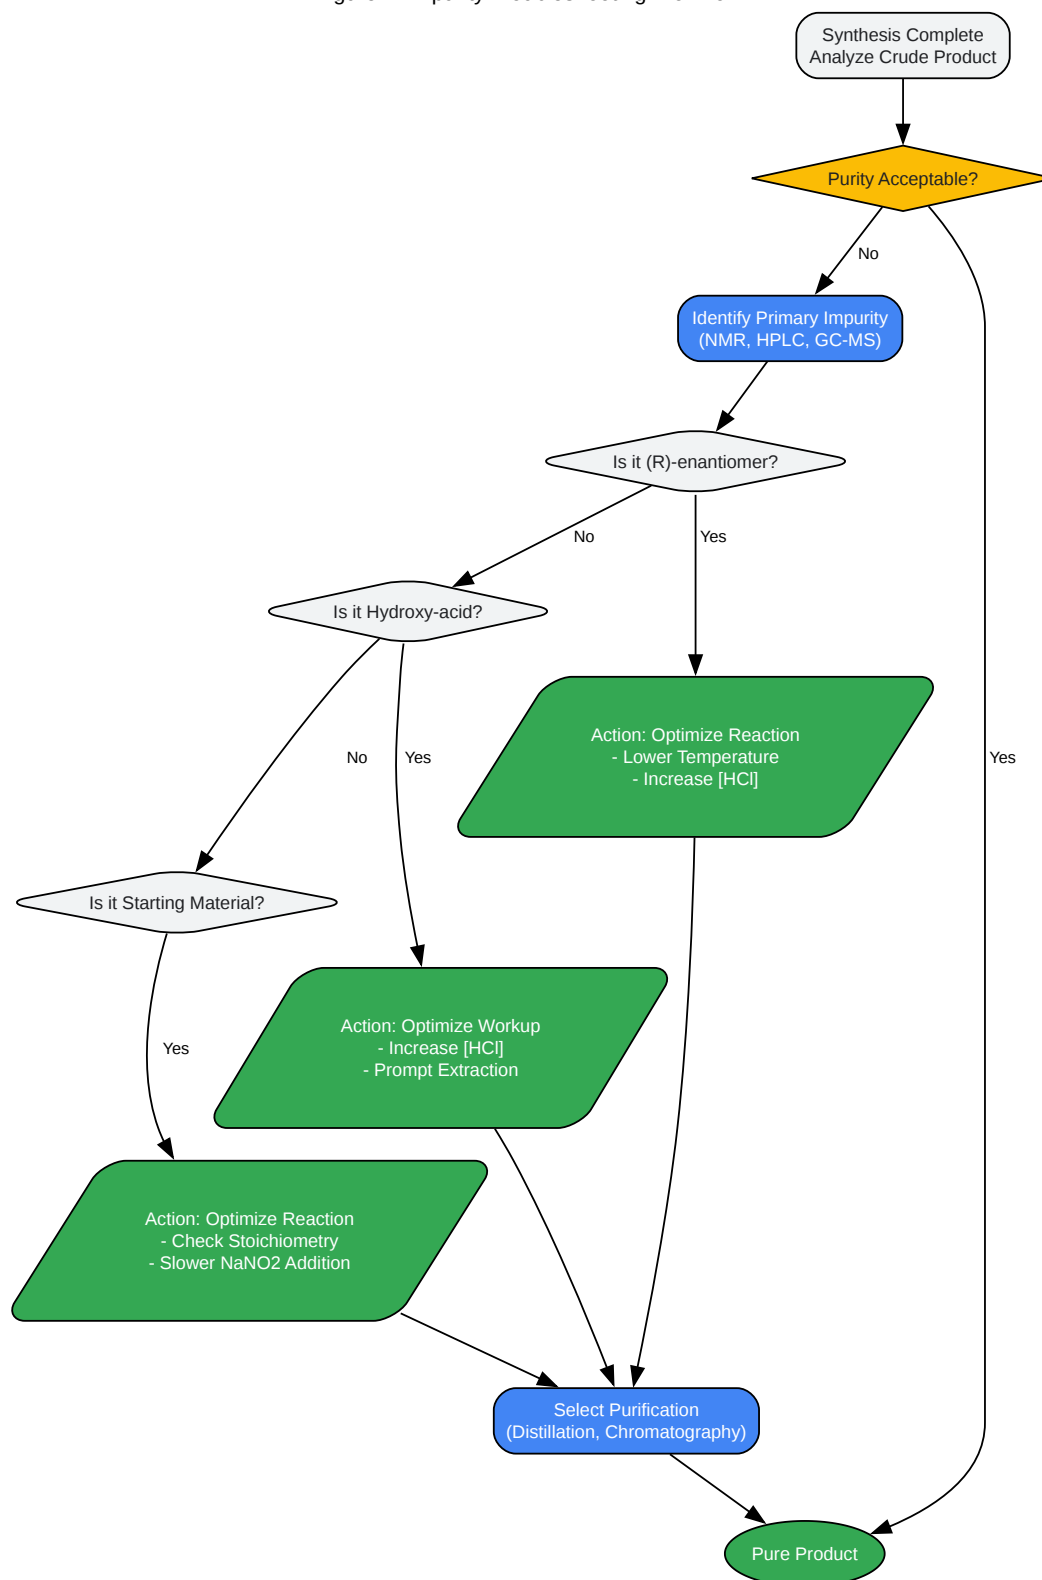 Synthesis Complete
Analyze Crude Product
Purity Acceptable?
No
Identify Primary Impurity
(NMR, HPLC, GC-MS)
Is it (R)-enantiomer?
No
Yes
Is it Hydroxy-acid?
Action: Optimize Reaction
- Lower Temperature
- Increase [HCl]
No
Yes
Yes
Is it Starting Material?
Action: Optimize Workup
- Increase [HCl]
- Prompt Extraction
Yes
Action: Optimize Reaction
- Check Stoichiometry
- Slower NaNO2 Addition
Select Purification
(Distillation, Chromatography)
Pure Product